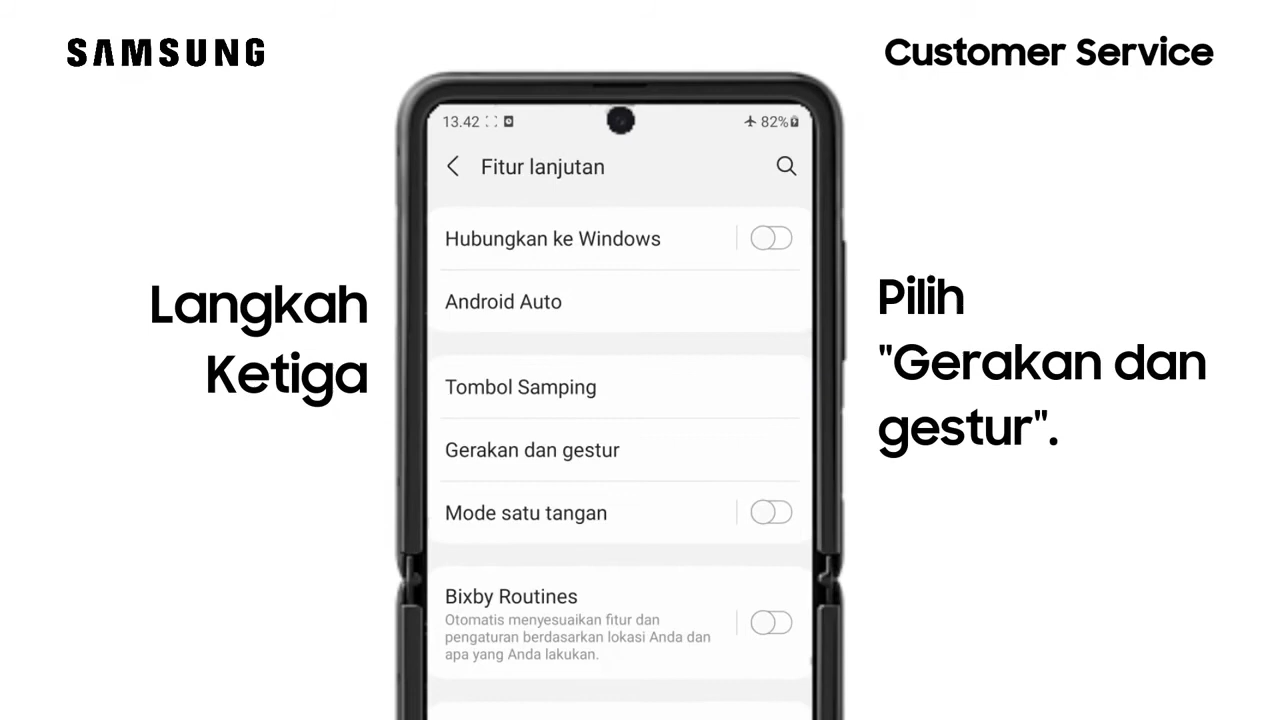 SAMSUNG
Customer Service
13.42
82%
Fitur lanjutan
Hubungkan ke Windows
Android Auto
Langkah
Ketiga
Pilih
"Gerakan dan
gestur".
Tombol Samping
Gerakan dan gestur
Mode satu tangan
Bixby Routines
Otomatis menyesuaikan fitur dan
pengaturan berdasarkan lokasi Anda dan
apa yang Anda lakukan.